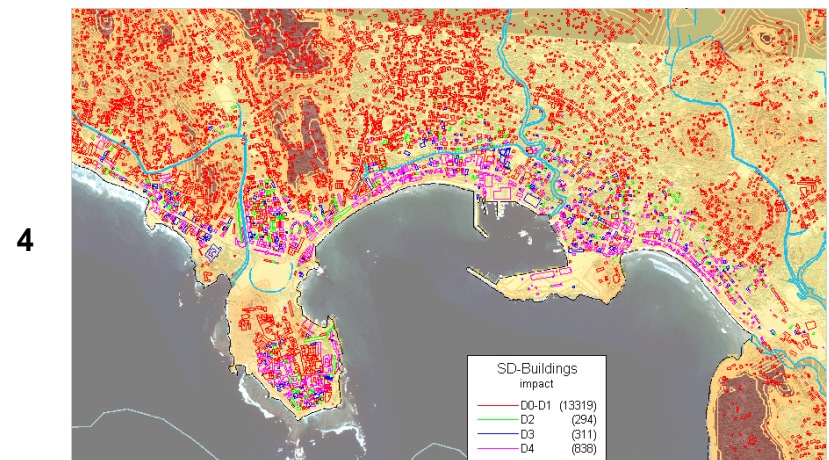 4
SD-Buildings
impact
D0-D1 (13319)
D2 (294)
D3 (311)
D4 (838)